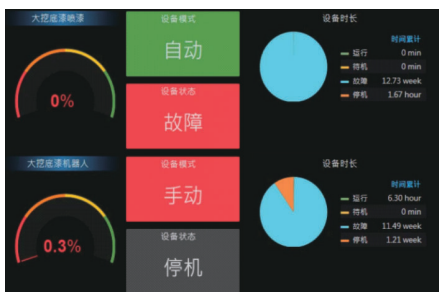 大挖底漆喷漆
0%
设备模式
自动
设备状态
故障
设备时长
时间累计
运行 0 min
待机 0 min
故障 12.73 week
停机 1.67 hour
大挖底漆机器人
0.3%
设备模式
手动
设备状态
停机
设备时长
时间累计
运行 6.30 hour
待机 0 min
故障 11.49 week
停机 1.21 week